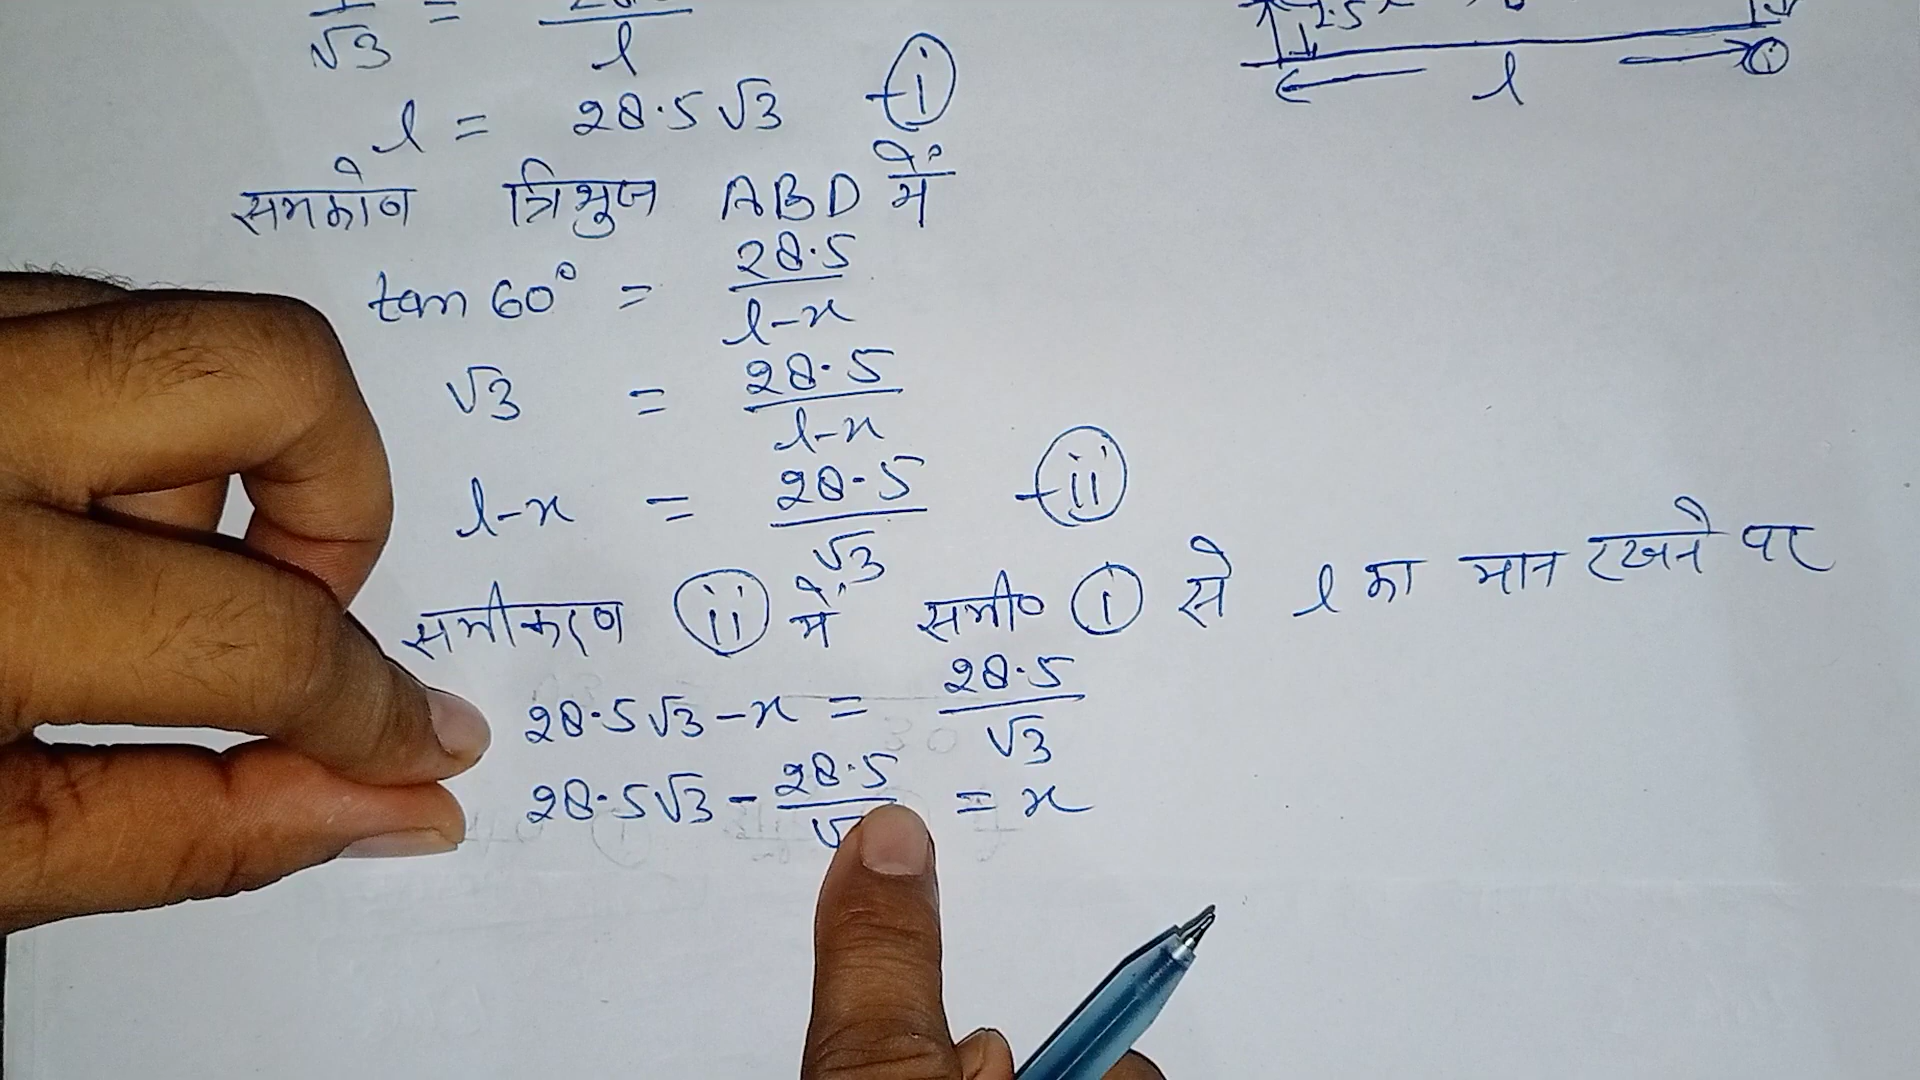 1/√3 = /l
l = 28.5√3 -(i)
समकोण त्रिभुज ABD में
tan 60° = 28.5/l-x
√3 = 28.5/l-x
l-x = 28.5/√3 -(ii)
समीकरण (ii) में समी० (i) से l का मान रखने पर
28.5√3-x = 28.5/√3
28.5√3 - 28.5/√ = x
l